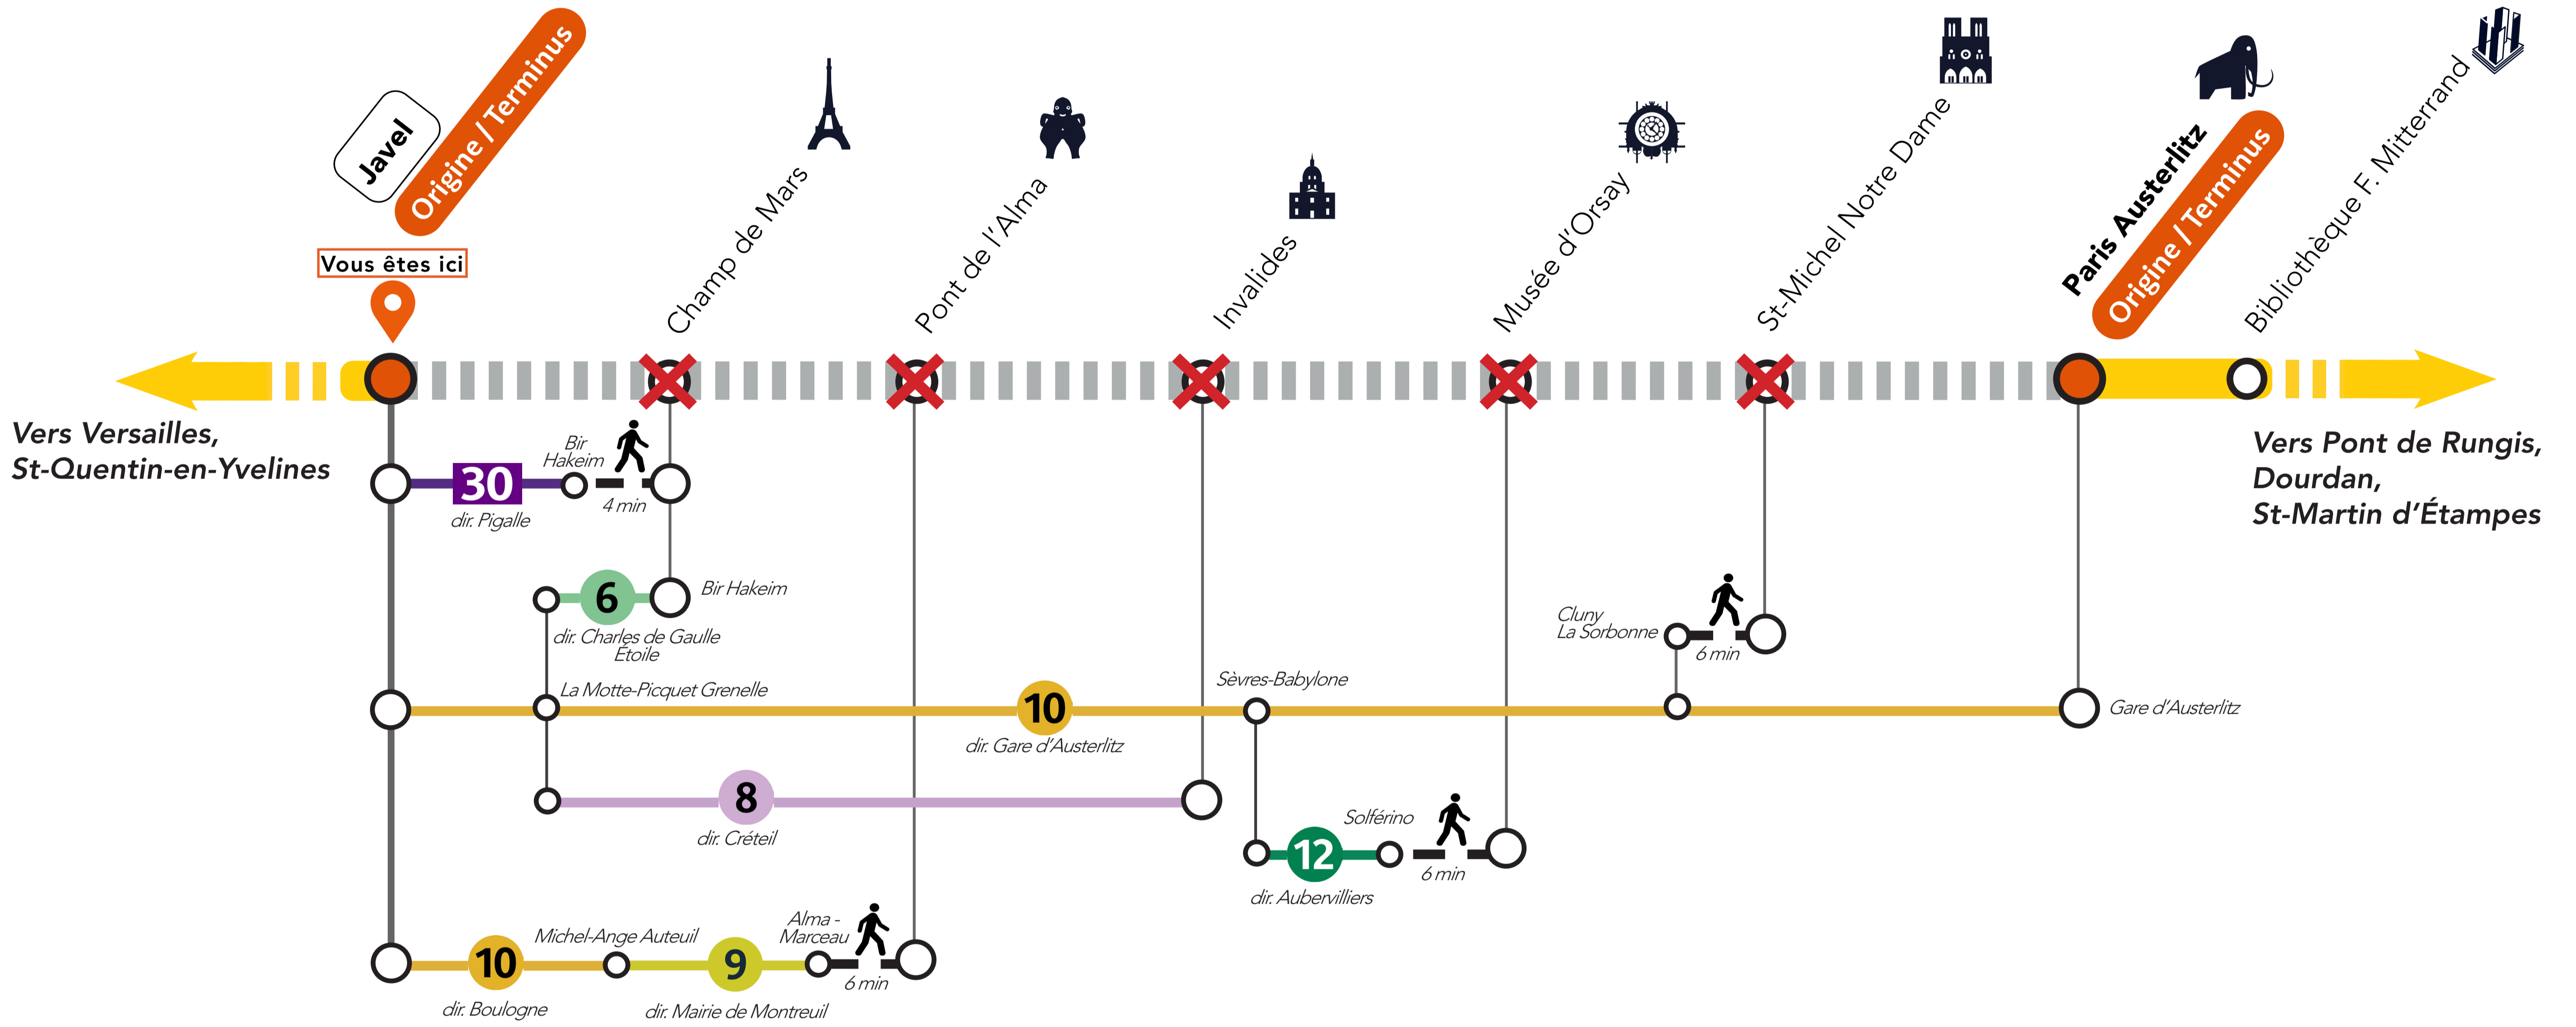 Javel
Origine / Terminus
Vous êtes ici
Champ de Mars
Pont de l'Alma
Invalides
Musée d'Orsay
St-Michel Notre Dame
Paris Austerlitz
Origine / Terminus
Bibliothèque F. Mitterrand
Vers Versailles,
St-Quentin-en-Yvelines
Vers Pont de Rungis,
Dourdan,
St-Martin d'Étampes
30
dir. Pigalle
Bir
Hakeim
4 min
6
Bir Hakeim
dir. Charles de Gaulle
Étoile
Cluny
La Sorbonne
6 min
La Motte-Picquet Grenelle
10
dir. Gare d'Austerlitz
Sèvres-Babylone
Gare d'Austerlitz
8
dir. Créteil
12
dir. Aubervilliers
Solférino
6 min
10
dir. Boulogne
Michel-Ange Auteuil
9
dir. Mairie de Montreuil
Alma -
Marceau
6 min